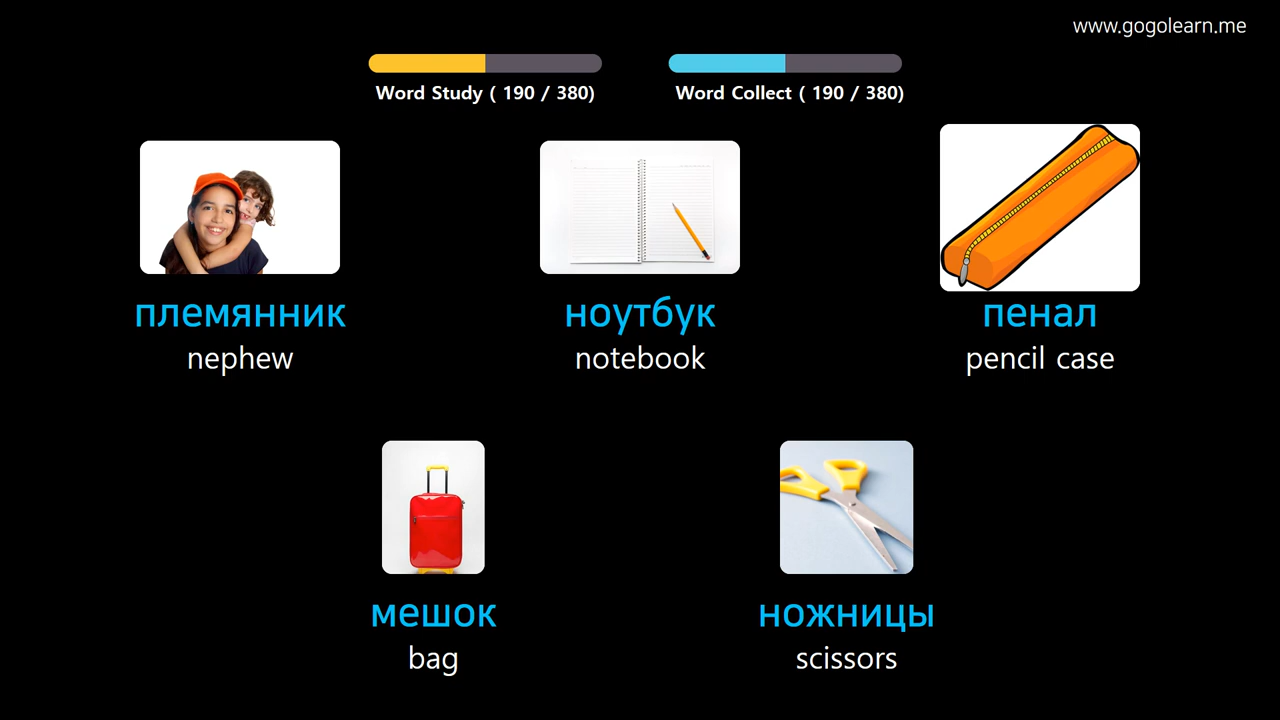 www.gogolearn.me
Word Study ( 190 / 380)
Word Collect ( 190 / 380)
племянник
nephew
ноутбук
notebook
пенал
pencil case
мешок
bag
ножницы
scissors